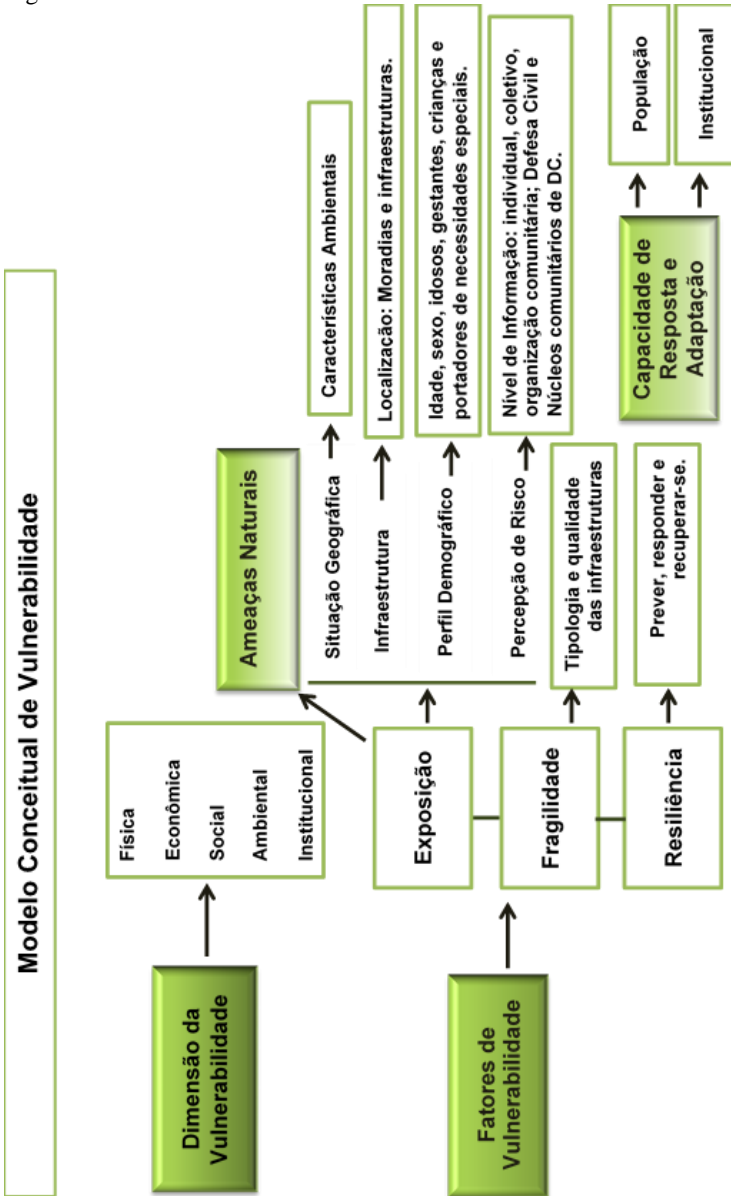 Modelo Conceitual de Vulnerabilidade
Dimensão da
Vulnerabilidade
Física
Econômica
Social
Ambiental
Institucional
Fatores de
Vulnerabilidade
Exposição
Fragilidade
Resiliência
Ameaças Naturais
Situação Geográfica
Características Ambientais
Infraestrutura
Localização: Moradias e infraestruturas.
Perfil Demográfico
Idade, sexo, idosos, gestantes, crianças e
portadores de necessidades especiais.
Percepção de Risco
Nível de Informação: individual, coletivo,
organização comunitária; Defesa Civil e
Núcleos comunitários de DC.
Tipologia e qualidade
das infraestruturas
Prever, responder e
recuperar-se.
Capacidade de
Resposta e
Adaptação
População
Institucional